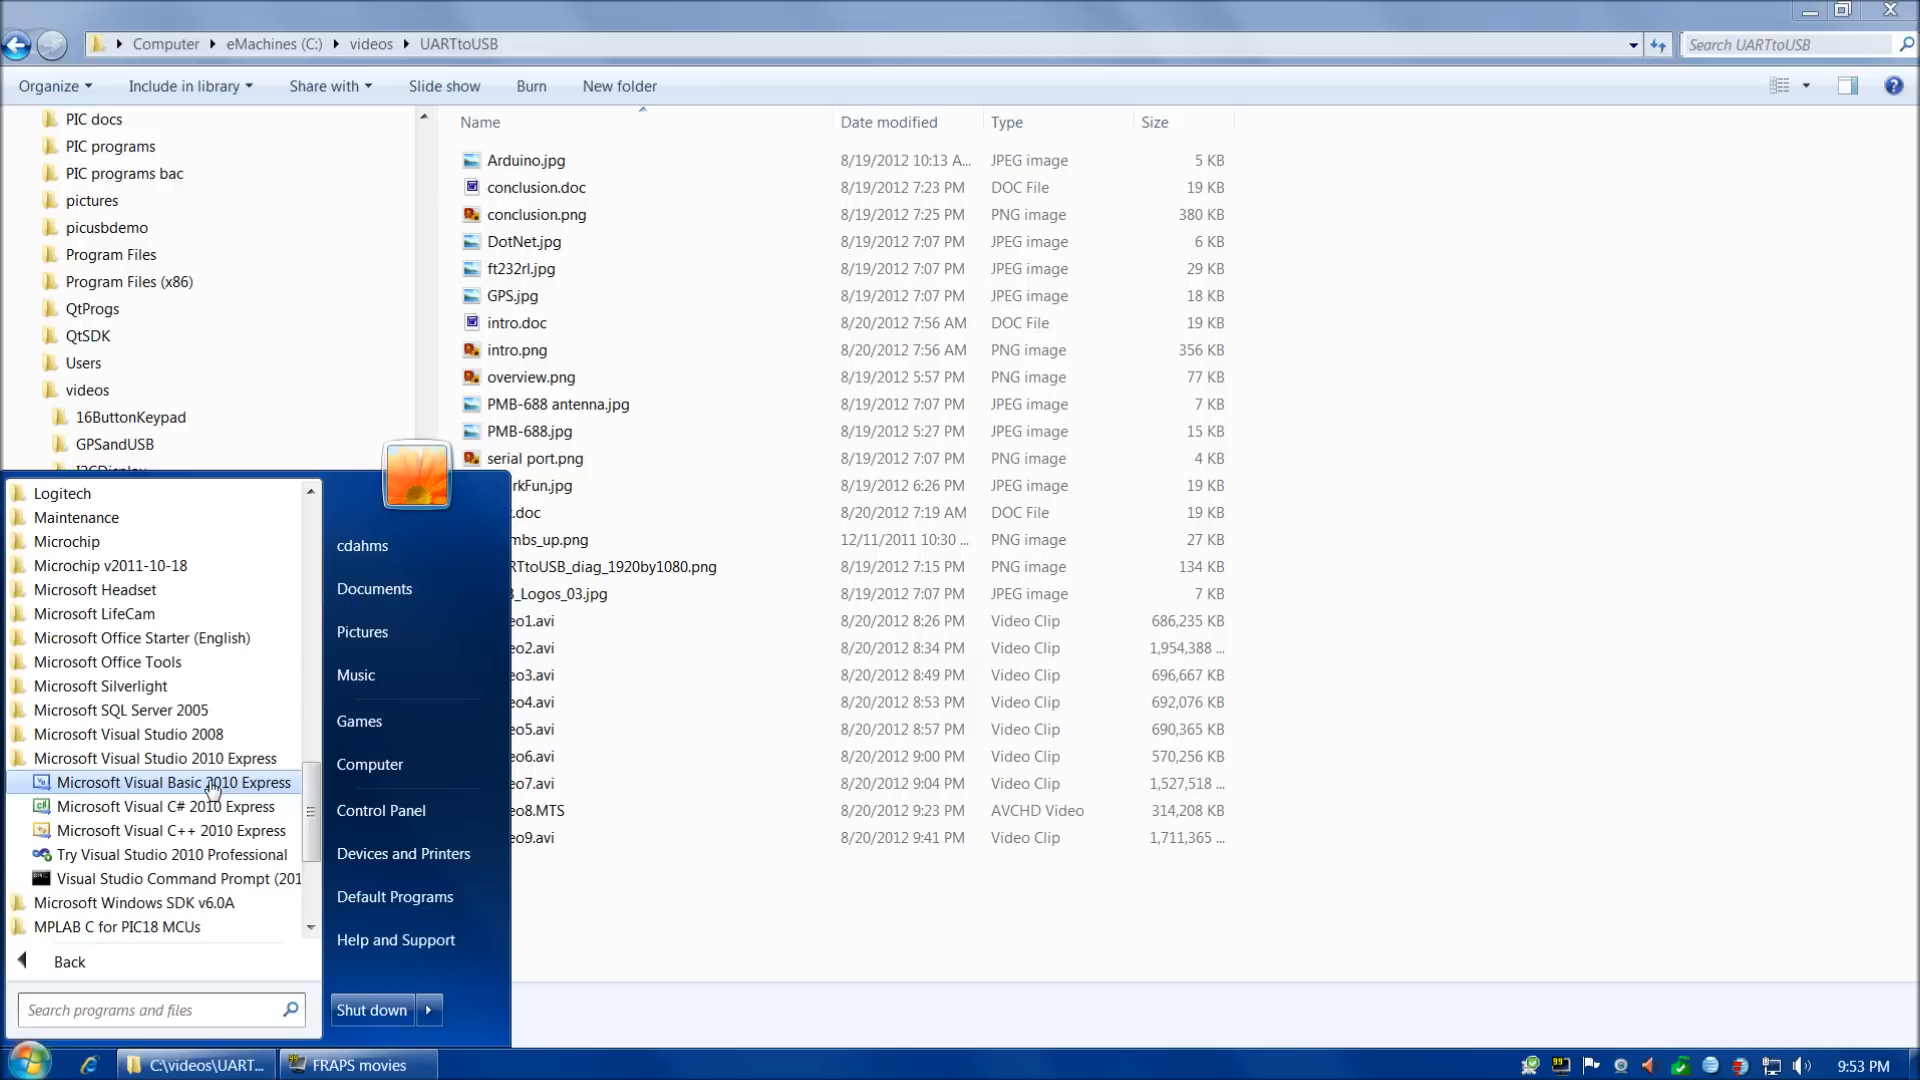 Computer eMachines (C:) videos UARTtoUSB
Search UARTtoUSB
Organize Include in library Share with Slide show Burn New folder
Name Date modified Type Size
PIC docs
PIC programs
PIC programs bac
pictures
picusbdemo
Program Files
Program Files (x86)
QtProgs
QtSDK
Users
videos
16ButtonKeypad
GPSandUSB
Arduino.jpg 8/19/2012 10:13 A... JPEG image 5 KB
conclusion.doc 8/19/2012 7:23 PM DOC File 19 KB
conclusion.png 8/19/2012 7:25 PM PNG image 380 KB
DotNet.jpg 8/19/2012 7:07 PM JPEG image 6 KB
ft232rl.jpg 8/19/2012 7:07 PM JPEG image 29 KB
GPS.jpg 8/19/2012 7:07 PM JPEG image 18 KB
intro.doc 8/20/2012 7:56 AM DOC File 19 KB
intro.png 8/20/2012 7:56 AM PNG image 356 KB
overview.png 8/19/2012 5:57 PM PNG image 77 KB
PMB-688 antenna.jpg 8/19/2012 7:07 PM JPEG image 7 KB
PMB-688.jpg 8/19/2012 5:27 PM JPEG image 15 KB
serial port.png 8/19/2012 7:07 PM PNG image 4 KB
rkFun.jpg 8/19/2012 6:26 PM JPEG image 19 KB
.doc 8/20/2012 7:19 AM DOC File 19 KB
mbs_up.png 12/11/2011 10:30 ... PNG image 27 KB
RTtoUSB_diag_1920by1080.png 8/19/2012 7:15 PM PNG image 134 KB
_Logos_03.jpg 8/19/2012 7:07 PM JPEG image 7 KB
eo1.avi 8/20/2012 8:26 PM Video Clip 686,235 KB
eo2.avi 8/20/2012 8:34 PM Video Clip 1,954,388 ...
eo3.avi 8/20/2012 8:49 PM Video Clip 696,667 KB
eo4.avi 8/20/2012 8:53 PM Video Clip 692,076 KB
eo5.avi 8/20/2012 8:57 PM Video Clip 690,365 KB
eo6.avi 8/20/2012 9:00 PM Video Clip 570,256 KB
eo7.avi 8/20/2012 9:04 PM Video Clip 1,527,518 ...
eo8.MTS 8/20/2012 9:23 PM AVCHD Video 314,208 KB
eo9.avi 8/20/2012 9:41 PM Video Clip 1,711,365 ...
Logitech
Maintenance
Microchip
Microchip v2011-10-18
Microsoft Headset
Microsoft LifeCam
Microsoft Office Starter (English)
Microsoft Office Tools
Microsoft Silverlight
Microsoft SQL Server 2005
Microsoft Visual Studio 2008
Microsoft Visual Studio 2010 Express
Microsoft Visual Basic 2010 Express
Microsoft Visual C# 2010 Express
Microsoft Visual C++ 2010 Express
Try Visual Studio 2010 Professional
Visual Studio Command Prompt (201
Microsoft Windows SDK v6.0A
MPLAB C for PIC18 MCUs
Back
Search programs and files
cdahms
Documents
Pictures
Music
Games
Computer
Control Panel
Devices and Printers
Default Programs
Help and Support
Shut down
C:\videos\UART...
FRAPS movies
9:53 PM